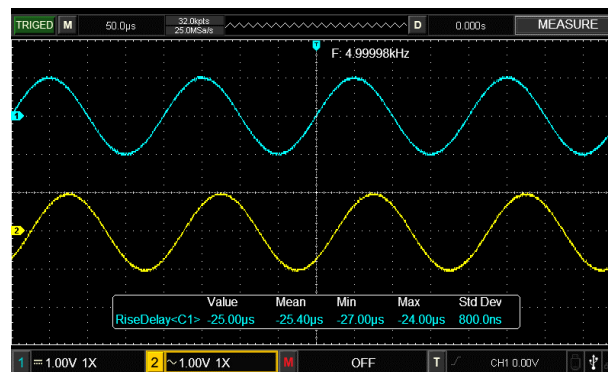 TRIGED M 50.0μs 32.0kpts 25.0MSa/s D 0.000s MEASURE
T
F: 4.99998kHz
1
2
Value Mean Min Max Std Dev
RiseDelay<C1> -25.00μs -25.40μs -27.00μs -24.00μs 800.0ns
1 1.00V 1X 2 1.00V 1X M OFF T CH1 0.00V